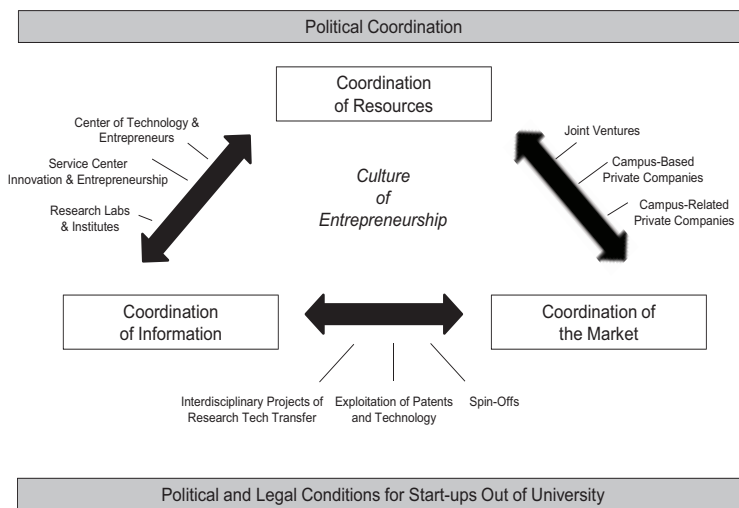 Political Coordination
Coordination
of Resources
Center of Technology &
Entrepreneurs
Service Center
Innovation & Entrepreneurship
Research Labs
& Institutes
Joint Ventures
Campus-Based
Private Companies
Campus-Related
Private Companies
Culture
of
Entrepreneurship
Coordination
of Information
Coordination of
the Market
Interdisciplinary Projects of
Research Tech Transfer
Exploitation of Patents
and Technology
Spin-Offs
Political and Legal Conditions for Start-ups Out of University